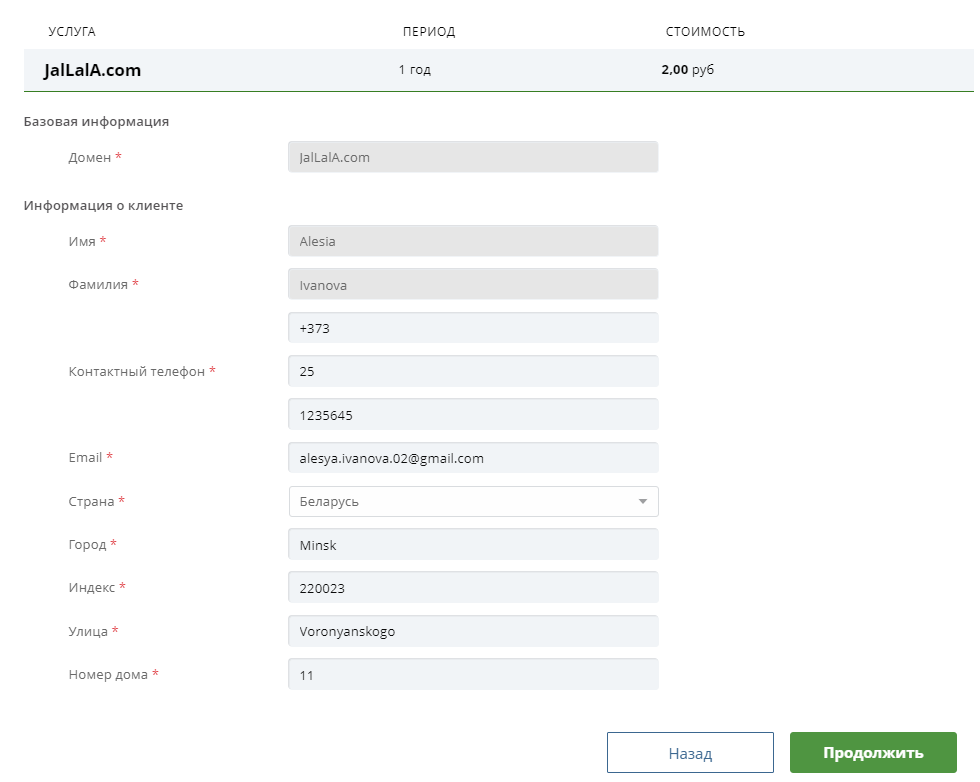 УСЛУГА ПЕРИОД СТОИМОСТЬ
JalLalA.com 1 год 2,00 руб
Базовая информация
Домен * JalLalA.com
Информация о клиенте
Имя * Alesia
Фамилия * Ivanova
+373
Контактный телефон * 25
1235645
Email * alesya.ivanova.02@gmail.com
Страна * Беларусь
Город * Minsk
Индекс * 220023
Улица * Voronyanskogo
Номер дома * 11
Назад Продолжить